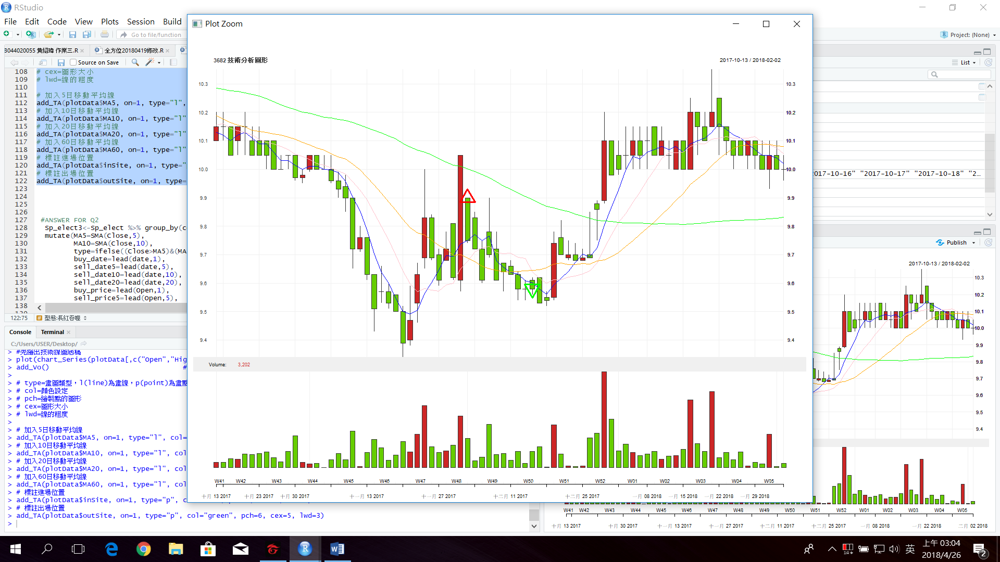 RStudio
File Edit Code View Plots Session Build
Go to file/function
Project: (None)
B044020055 黄紹瑋 作業三.R
全方位20180419修改.R
Source on Save
108 # cex=圖形大小
109 # lwd=線的粗度
110
111 # 加入5日移動平均線
112 add_TA(plotData$MA5, on=1, type="l",
113 # 加入10日移動平均線
114 add_TA(plotData$MA10, on=1, type="l"
115 # 加入20日移動平均線
116 add_TA(plotData$MA20, on=1, type="l"
117 # 加入60日移動平均線
118 add_TA(plotData$MA60, on=1, type="l"
119 # 標註進場位置
120 add_TA(plotData$inSite, on=1, type="
121 # 標註出場位置
122 add_TA(plotData$outSite, on=1, type=
123
124
125
126
127 #ANSWER FOR Q2
128 Sp_elect3<-Sp_elect %>% group_by(c
129 mutate(MA5=SMA(Close,5),
130 MA10=SMA(Close,10),
131 type=ifelse((Close>MA5)&(MA
132 buy_date=lead(date,1),
133 sell_date5=lead(date,5),
134 sell_date10=lead(date,10),
135 sell_date20=lead(date,20),
136 buy_price=lead(Open,1),
137 sell_price5=lead(Open,5),
138
122:75 型態:長紅吞噬
Console Terminal
C:/Users/USER/Desktop/
> #先繪出技術線圖底稿
> plot(chart_Series(plotData[,c("Open","Hig
> add_Vo() #
>
> # type=畫圖類型，l(line)為畫線，p(point)為畫點
> # col=顏色設定
> # pch=繪製點的圖形
> # cex=圖形大小
> # lwd=線的粗度
>
> # 加入5日移動平均線
> add_TA(plotData$MA5, on=1, type="l", col=
> # 加入10日移動平均線
> add_TA(plotData$MA10, on=1, type="l", col
> # 加入20日移動平均線
> add_TA(plotData$MA20, on=1, type="l", col
> # 加入60日移動平均線
> add_TA(plotData$MA60, on=1, type="l", col
> # 標註進場位置
> add_TA(plotData$inSite, on=1, type="p", c
> # 標註出場位置
> add_TA(plotData$outSite, on=1, type="p", col="green", pch=6, cex=5, lwd=3)
>
Plot Zoom
3682 技術分析圖形
2017-10-13 / 2018-02-02
10.3 10.3
10.2 10.2
10.1 10.1
10.0 10.0
9.9 9.9
9.8 9.8
9.7 9.7
9.6 9.6
9.5 9.5
9.4 9.4
Volume: 3,202
W41 W42 W43 W44 W45 W46 W47 W48 W49 W50 W51 W52 W01 W02 W03 W04 W05
十月 13 2017 十月 23 2017 十月 30 2017 十一月 13 2017 十一月 27 2017 十二月 11 2017 十二月 25 2017 一月 08 2018 一月 15 2018 一月 22 2018 一月 29 2018
List
017-10-16" "2017-10-17" "2017-10-18" "2...
Publish
2017-10-13 / 2018-02-02
10.3
10.2
10.1
10.0
9.9
9.8
9.7
9.6
9.5
9.4
W41 W42 W43 W44 W45 W46 W47 W48 W49 W50 W51 W52 W01 W02 W03 W04 W05
十月 13 2017 十月 30 2017 十一月 13 2017 十一月 27 2017 十二月 11 2017 十二月 25 2017 一月 08 2018 一月 22 2018 二月 02 2018
英
上午 03:04
2018/4/26
2